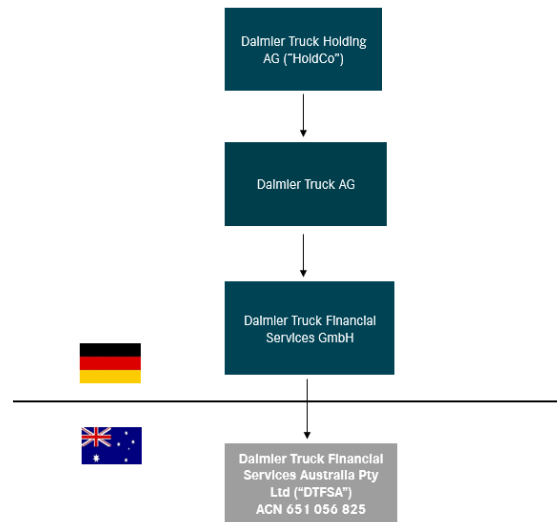 Daimler Truck Holding
AG ("HoldCo")
Daimler Truck AG
Daimler Truck Financial
Services GmbH
Daimler Truck Financial
Services Australia Pty
Ltd ("DTFSA")
ACN 651 056 825